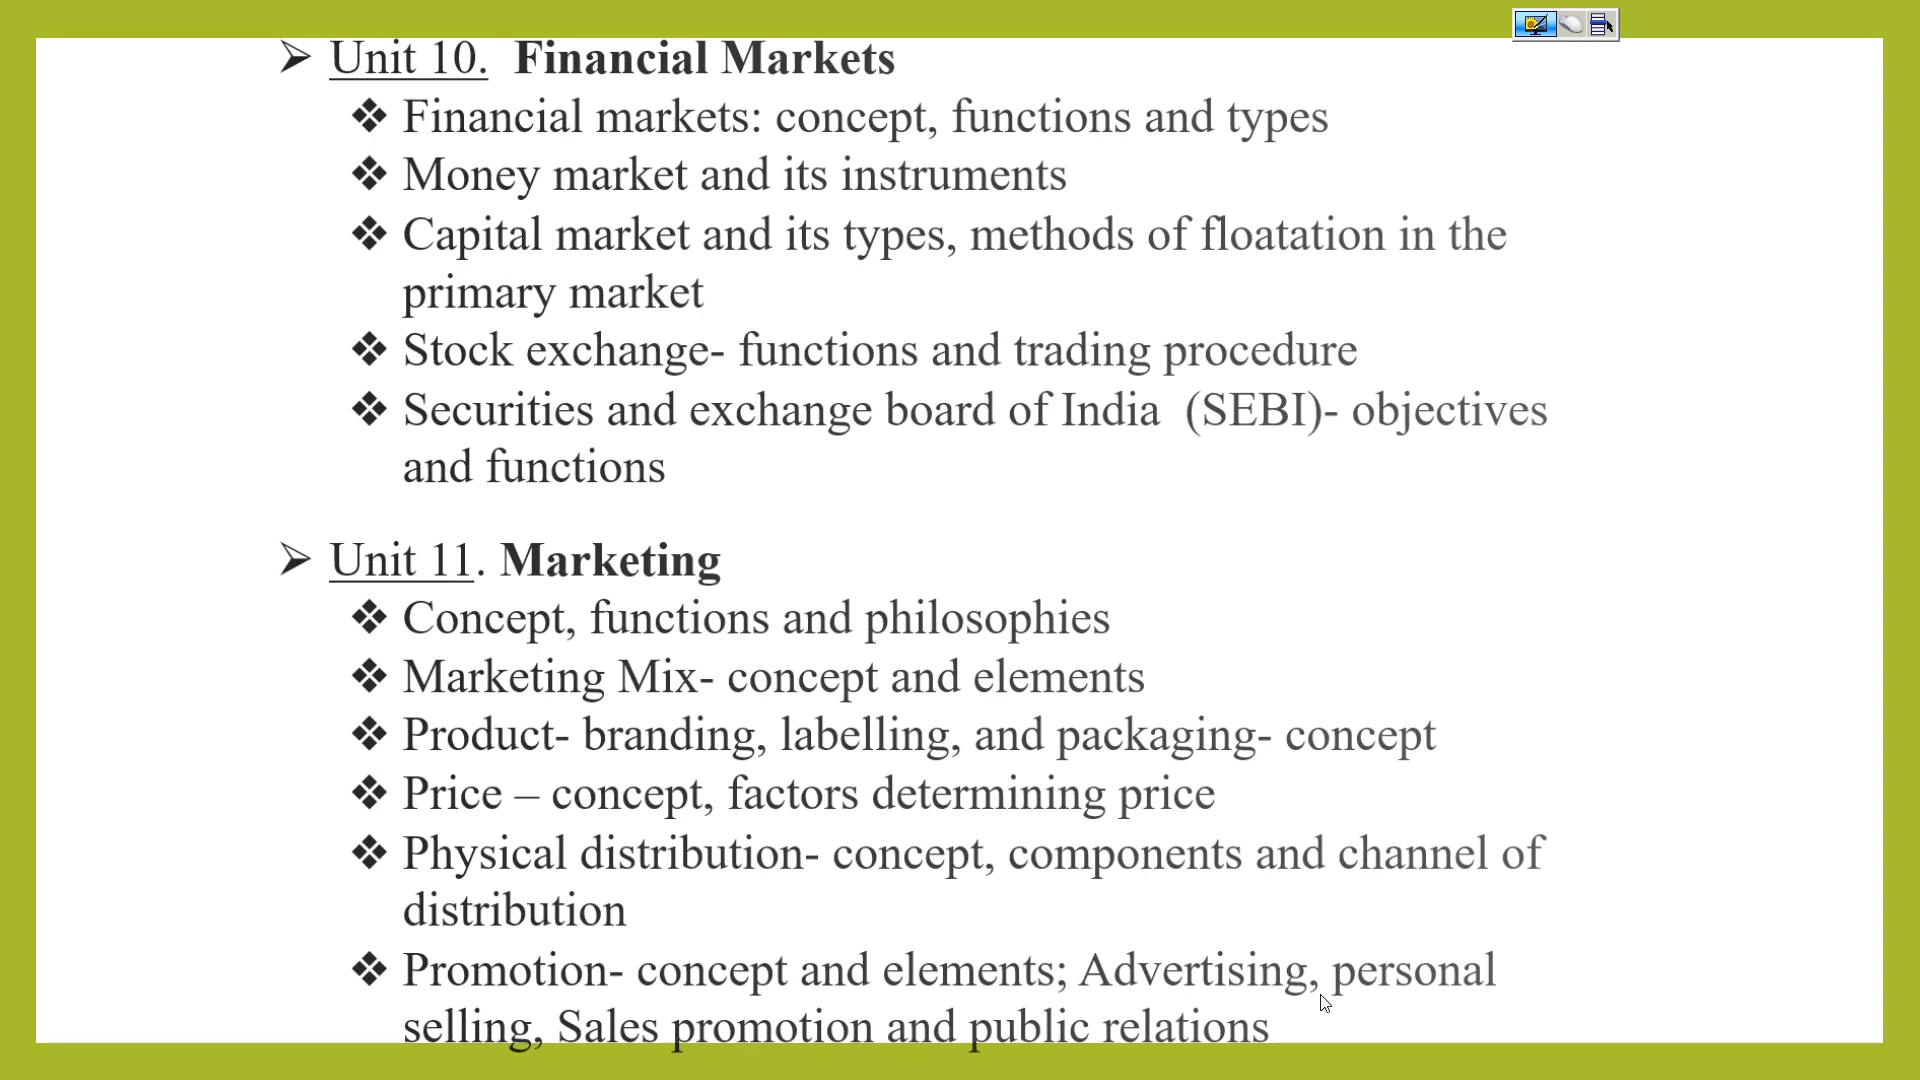 ➢ Unit 10. Financial Markets
❖ Financial markets: concept, functions and types
❖ Money market and its instruments
❖ Capital market and its types, methods of floatation in the
primary market
❖ Stock exchange- functions and trading procedure
❖ Securities and exchange board of India (SEBI)- objectives
and functions
➢ Unit 11. Marketing
❖ Concept, functions and philosophies
❖ Marketing Mix- concept and elements
❖ Product- branding, labelling, and packaging- concept
❖ Price – concept, factors determining price
❖ Physical distribution- concept, components and channel of
distribution
❖ Promotion- concept and elements; Advertising, personal
selling, Sales promotion and public relations